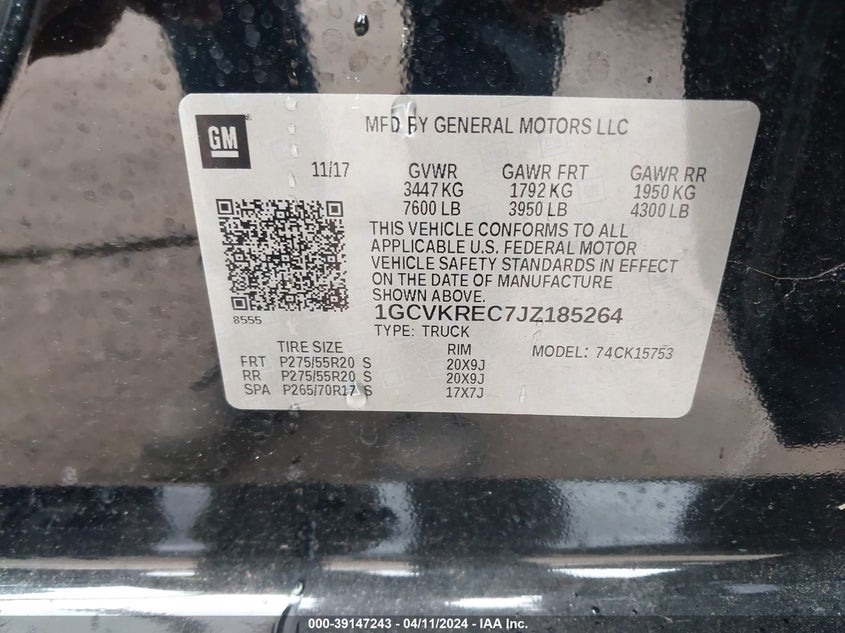 GM
MFD BY GENERAL MOTORS LLC
11/17 GVWR GAWR FRT GAWR RR
3447 KG 1792 KG 1950 KG
7600 LB 3950 LB 4300 LB
THIS VEHICLE CONFORMS TO ALL
APPLICABLE U.S. FEDERAL MOTOR
VEHICLE SAFETY STANDARDS IN EFFECT
ON THE DATE OF MANUFACTURE
SHOWN ABOVE.
1GCVKREC7JZ185264
8555
TYPE: TRUCK
TIRE SIZE RIM MODEL: 74CK15753
FRT P275/55R20 S 20X9J
RR P275/55R20 S 20X9J
SPA P265/70R17 S 17X7J
000-39147243 - 04/11/2024 - IAA Inc.